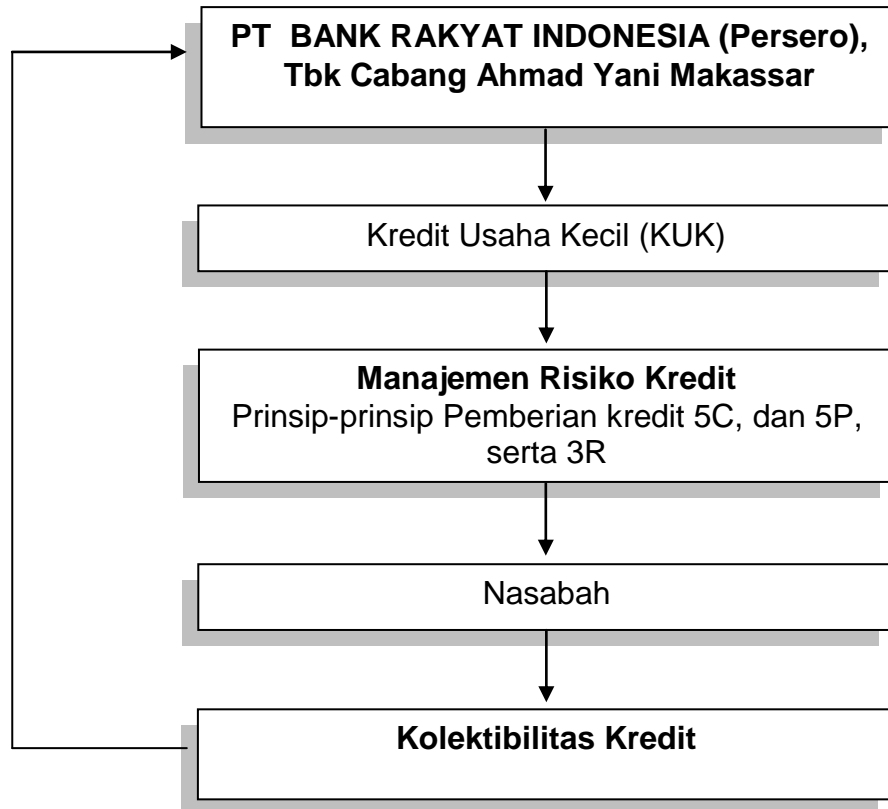 PT BANK RAKYAT INDONESIA (Persero),
Tbk Cabang Ahmad Yani Makassar
Kredit Usaha Kecil (KUK)
Manajemen Risiko Kredit
Prinsip-prinsip Pemberian kredit 5C, dan 5P,
serta 3R
Nasabah
Kolektibilitas Kredit